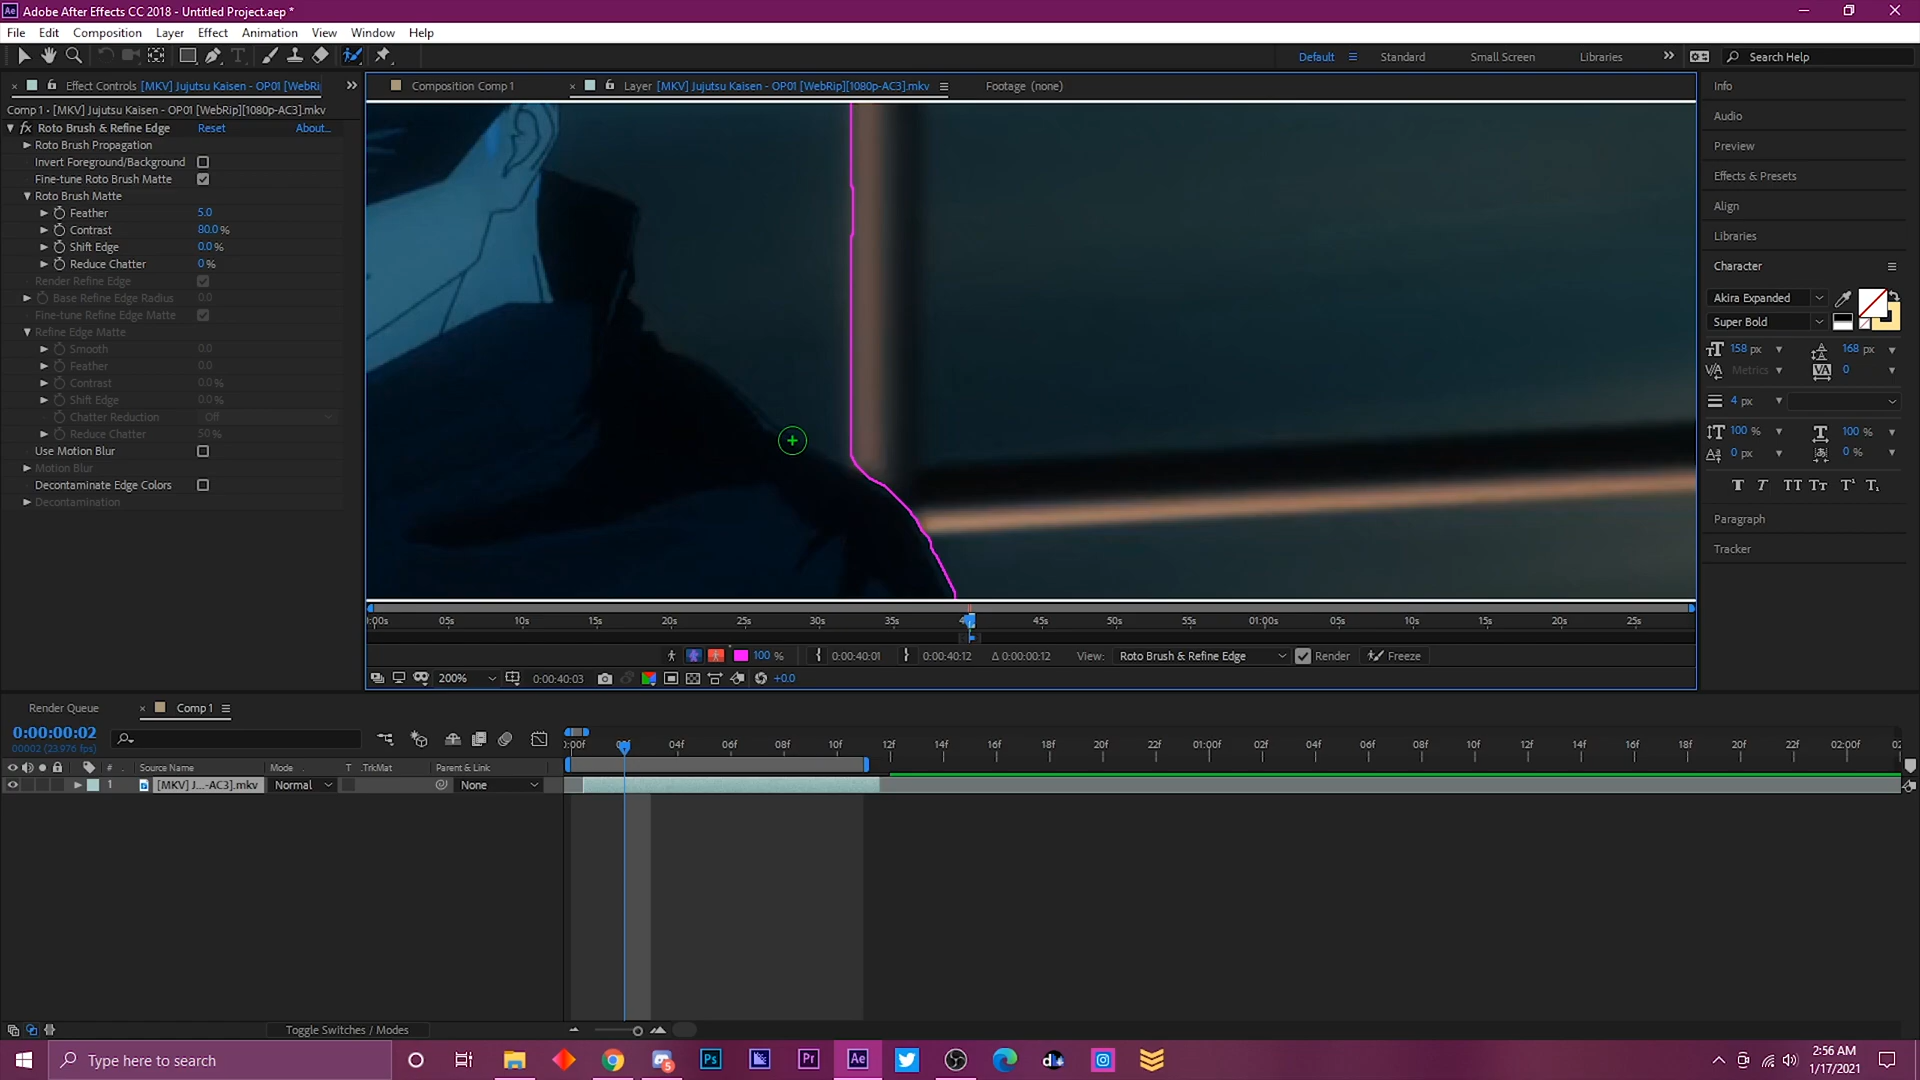 Ae Adobe After Effects CC 2018 - Untitled Project.aep *
File Edit Composition Layer Effect Animation View Window Help
Default Standard Small Screen Libraries Search Help
Effect Controls [MKV] Jujutsu Kaisen - OP01 [WebRi
Composition Comp 1
Layer [MKV] Jujutsu Kaisen - OP01 [WebRip][1080p-AC3].mkv
Footage (none)
Comp 1 • [MKV] Jujutsu Kaisen - OP01 [WebRip][1080p-AC3].mkv
fx Roto Brush & Refine Edge Reset About...
Roto Brush Propagation
Invert Foreground/Background
Fine-tune Roto Brush Matte
Roto Brush Matte
Feather 5.0
Contrast 80.0 %
Shift Edge 0.0 %
Reduce Chatter 0 %
Render Refine Edge
Base Refine Edge Radius 0.0
Fine-tune Refine Edge Matte
Refine Edge Matte
Smooth 0.0
Feather 0.0
Contrast 0.0 %
Shift Edge 0.0 %
Chatter Reduction Off
Reduce Chatter 50 %
Use Motion Blur
Motion Blur
Decontaminate Edge Colors
Decontamination
Info
Audio
Preview
Effects & Presets
Align
Libraries
Character
Akira Expanded
Super Bold
158 px 168 px
Metrics 0
4 px
100 % 100 %
0 px 0 %
T T TT Tt T¹ T₁
Paragraph
Tracker
:00s 05s 10s 15s 20s 25s 30s 35s 45s 50s 55s 01:00s 05s 10s 15s 20s 25s
100 % 0:00:40:01 0:00:40:12 Δ 0:00:00:12 View: Roto Brush & Refine Edge Render Freeze
200% 0:00:40:03 +0.0
Render Queue Comp 1
0:00:00:02
00002 (23.976 fps)
:00f 04f 06f 08f 10f 12f 14f 16f 18f 20f 22f 01:00f 02f 04f 06f 08f 10f 12f 14f 16f 18f 20f 22f 02:00f 02
# Source Name Mode T .TrkMat Parent & Link
1 [MKV] J...-AC3].mkv Normal None
Toggle Switches / Modes
Type here to search
5 Ps Pr Ae
2:56 AM
1/17/2021